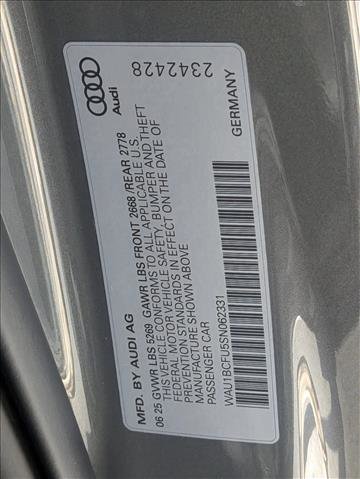 MFD. BY AUDI AG
06 25 GVWR LBS 5269 GAWR LBS FRONT 2668 /REAR 2778
THIS VEHICLE CONFORMS TO ALL APPLICABLE U.S.
FEDERAL MOTOR VEHICLE SAFETY, BUMPER AND THEFT
PREVENTION STANDARDS IN EFFECT ON THE DATE OF
MANUFACTURE SHOWN ABOVE
PASSENGER CAR
WAU1BCFU5SN062331
GERMANY
Audi
2342428